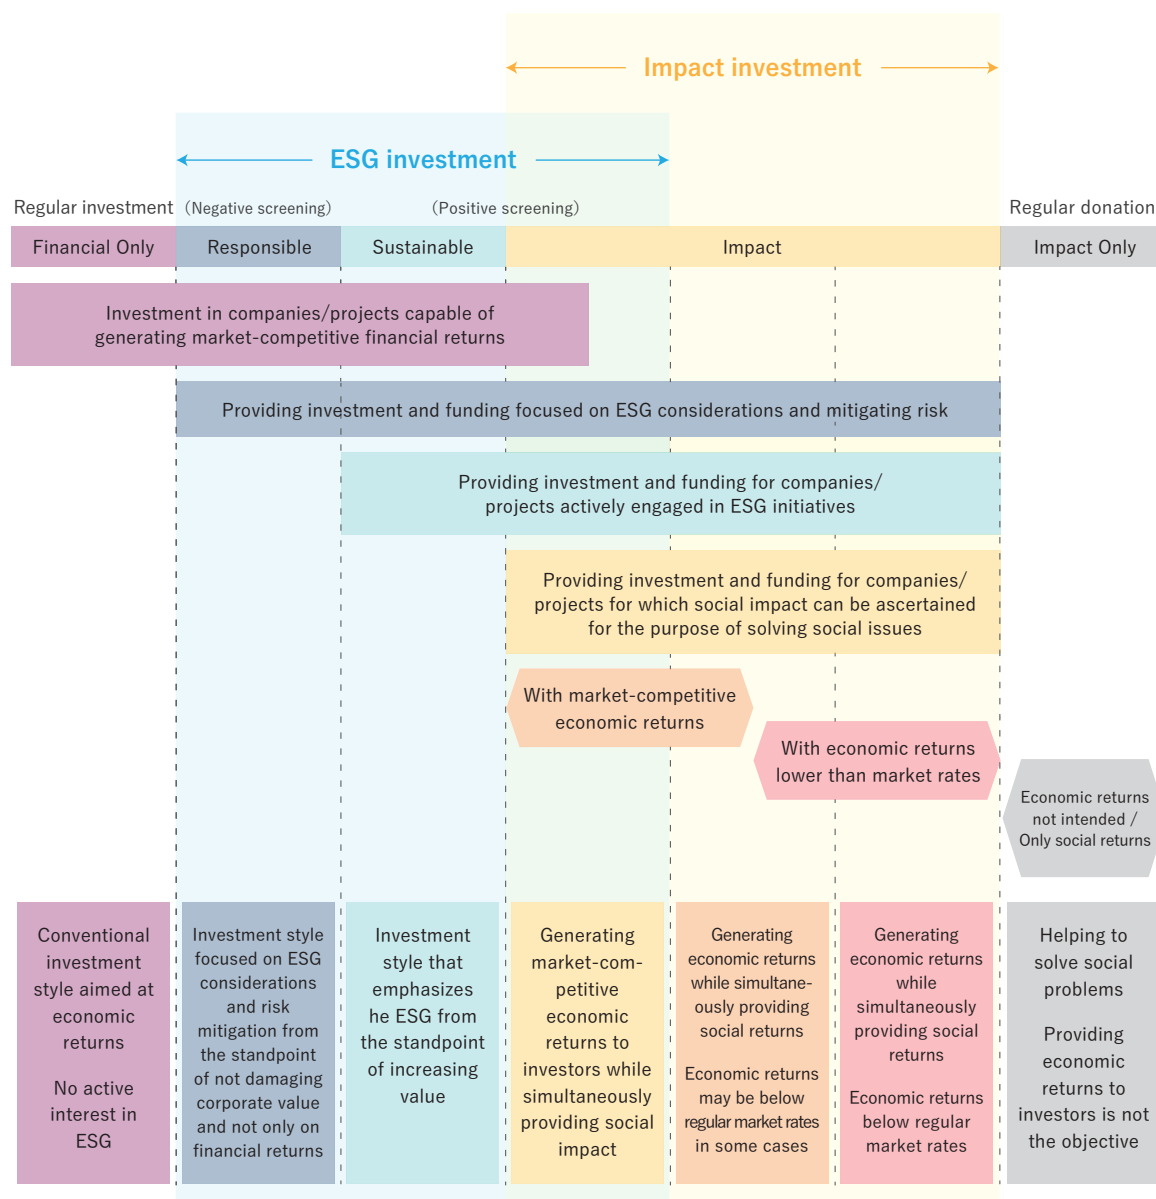 Impact investment
ESG investment
Regular investment
(Negative screening)
(Positive screening)
Regular donation
Financial Only
Responsible
Sustainable
Impact
Impact Only
Investment in companies/projects capable of
generating market-competitive financial returns
Providing investment and funding focused on ESG considerations and mitigating risk
Providing investment and funding for companies/
projects actively engaged in ESG initiatives
Providing investment and funding for companies/
projects for which social impact can be ascertained
for the purpose of solving social issues
With market-competitive
economic returns
With economic returns
lower than market rates
Economic returns
not intended /
Only social returns
Conventional
investment
style aimed at
economic
returns
No active
interest in
ESG
Investment style
focused on ESG
considerations
and risk
mitigation from
the standpoint
of not damaging
corporate value
and not only on
financial returns
Investment
style that
emphasizes
he ESG from
the standpoint
of increasing
value
Generating
market-com-
petitive
economic
returns to
investors while
simultaneously
providing social
impact
Generating
economic returns
while simultane-
ously providing
social returns
Economic returns
may be below
regular market rates
in some cases
Generating
economic returns
while
simultaneously
providing social
returns
Economic returns
below regular
market rates
Helping to
solve social
problems
Providing
economic
returns to
investors is not
the objective